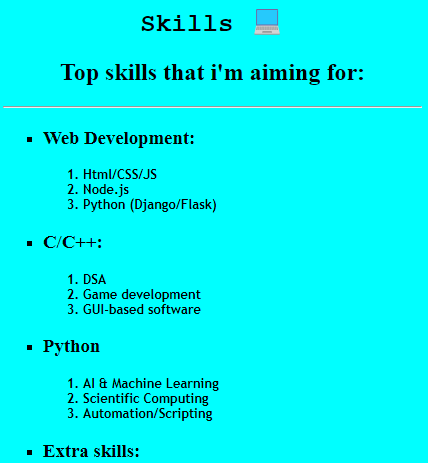 Skills 💻
Top skills that i'm aiming for:
▪ Web Development:
1. Html/CSS/JS
2. Node.js
3. Python (Django/Flask)
▪ C/C++:
1. DSA
2. Game development
3. GUI-based software
▪ Python
1. AI & Machine Learning
2. Scientific Computing
3. Automation/Scripting
▪ Extra skills: